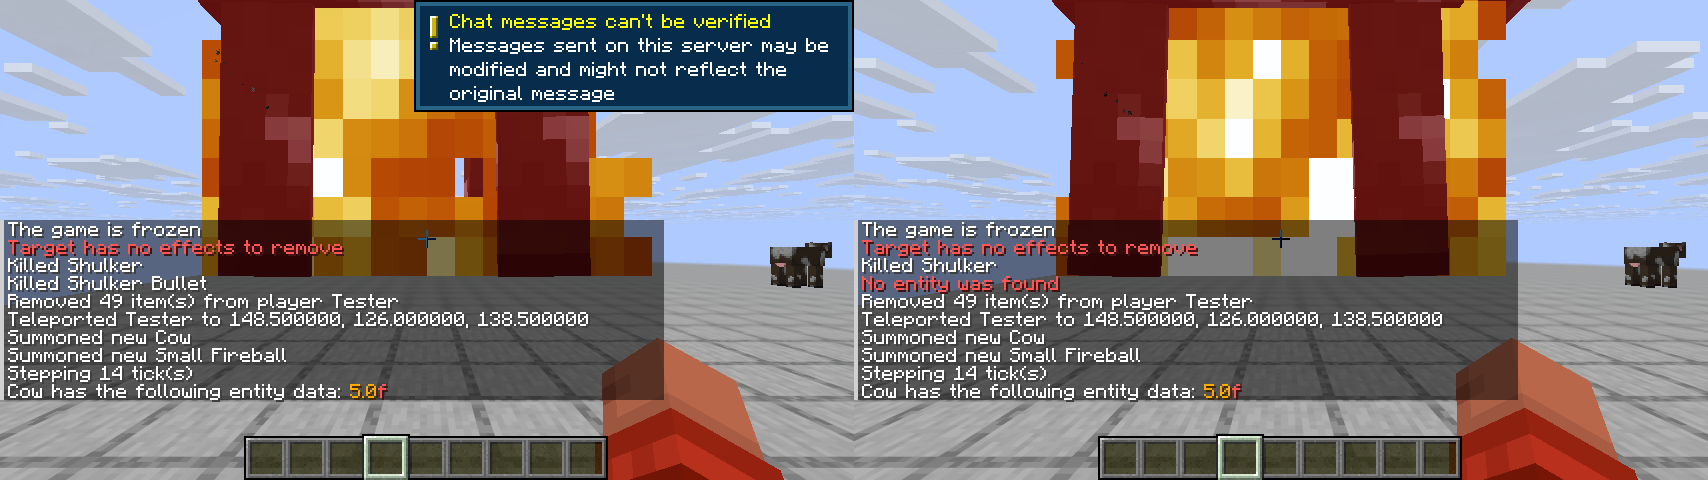 Chat messages can't be verified
Messages sent on this server may be
modified and might not reflect the
original message
The game is frozen
Target has no effects to remove
Killed Shulker
Killed Shulker Bullet
Removed 49 item(s) from player Tester
Teleported Tester to 148.500000, 126.000000, 138.500000
Summoned new Cow
Summoned new Small Fireball
Stepping 14 tick(s)
Cow has the following entity data: 5.0f
The game is frozen
Target has no effects to remove
Killed Shulker
No entity was found
Removed 49 item(s) from player Tester
Teleported Tester to 148.500000, 126.000000, 138.500000
Summoned new Cow
Summoned new Small Fireball
Stepping 14 tick(s)
Cow has the following entity data: 5.0f